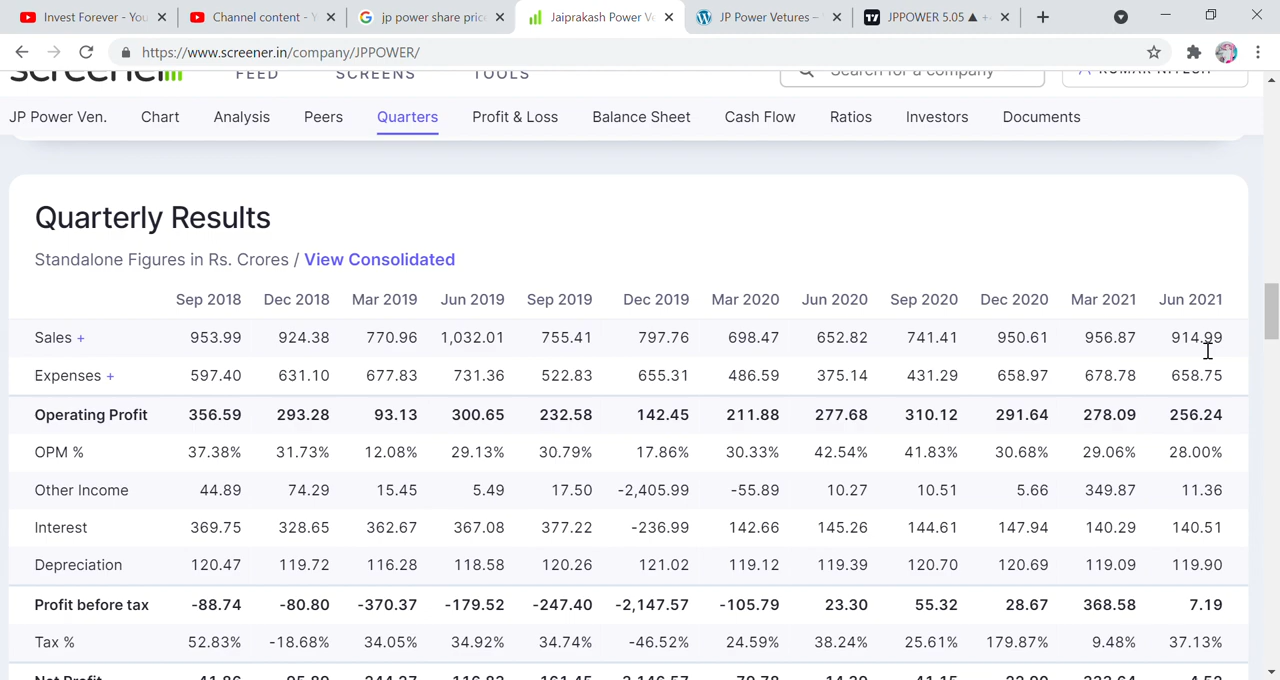 Invest Forever - You
Channel content - Y
jp power share pric
Jaiprakash Power V
JP Power Vetures –
JPPOWER 5.05 ▲ +
https://www.screener.in/company/JPPOWER/
screener
FEED
SCREENS
TOOLS
Search for a company
KUMAR NITESH
JP Power Ven. Chart Analysis Peers Quarters Profit & Loss Balance Sheet Cash Flow Ratios Investors Documents
Quarterly Results
Standalone Figures in Rs. Crores / View Consolidated
Sep 2018 Dec 2018 Mar 2019 Jun 2019 Sep 2019 Dec 2019 Mar 2020 Jun 2020 Sep 2020 Dec 2020 Mar 2021 Jun 2021
Sales + 953.99 924.38 770.96 1,032.01 755.41 797.76 698.47 652.82 741.41 950.61 956.87 914.99
Expenses + 597.40 631.10 677.83 731.36 522.83 655.31 486.59 375.14 431.29 658.97 678.78 658.75
Operating Profit 356.59 293.28 93.13 300.65 232.58 142.45 211.88 277.68 310.12 291.64 278.09 256.24
OPM % 37.38% 31.73% 12.08% 29.13% 30.79% 17.86% 30.33% 42.54% 41.83% 30.68% 29.06% 28.00%
Other Income 44.89 74.29 15.45 5.49 17.50 -2,405.99 -55.89 10.27 10.51 5.66 349.87 11.36
Interest 369.75 328.65 362.67 367.08 377.22 -236.99 142.66 145.26 144.61 147.94 140.29 140.51
Depreciation 120.47 119.72 116.28 118.58 120.26 121.02 119.12 119.39 120.70 120.69 119.09 119.90
Profit before tax -88.74 -80.80 -370.37 -179.52 -247.40 -2,147.57 -105.79 23.30 55.32 28.67 368.58 7.19
Tax % 52.83% -18.68% 34.05% 34.92% 34.74% -46.52% 24.59% 38.24% 25.61% 179.87% 9.48% 37.13%
Net Profit